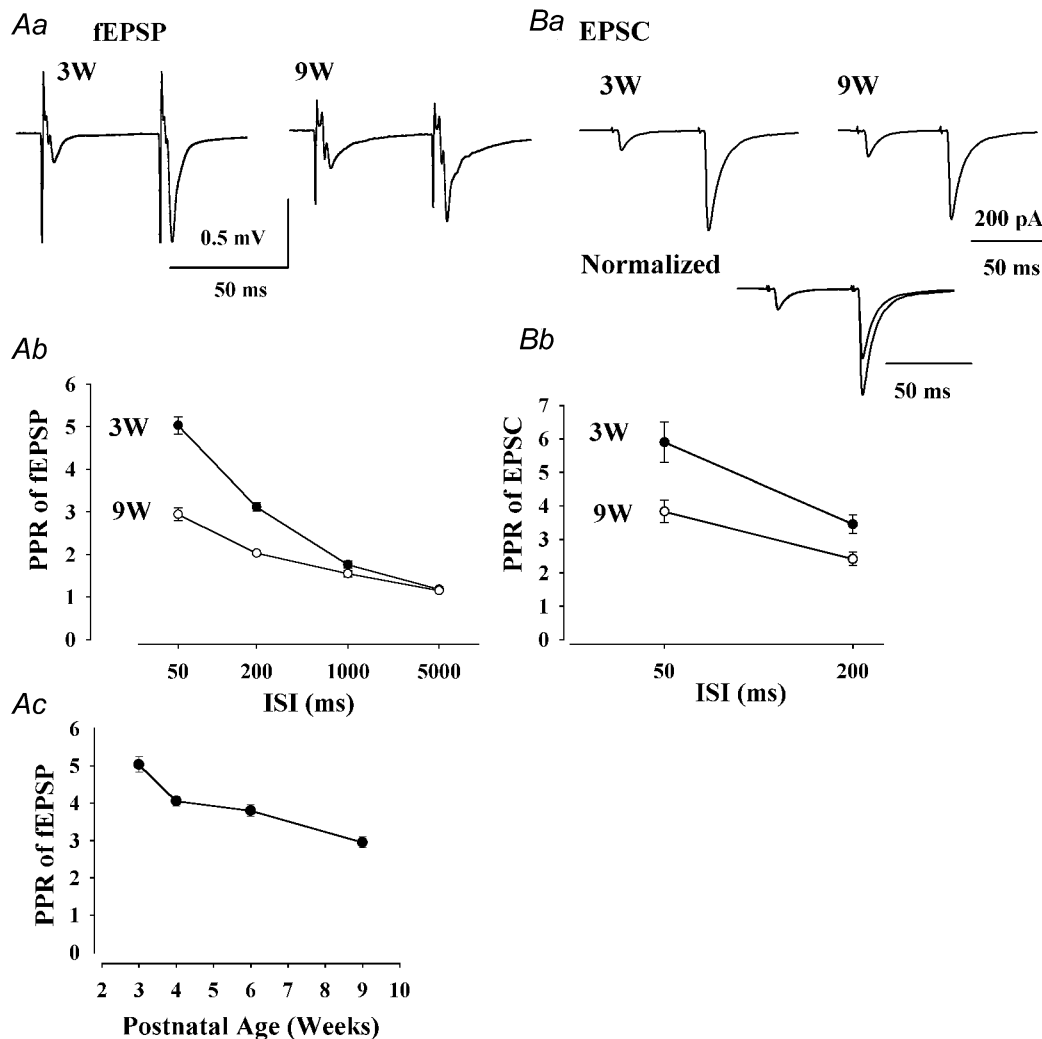 Aa
fEPSP
3W
9W
0.5 mV
50 ms
Ba
EPSC
3W
9W
200 pA
50 ms
Normalized
50 ms
Ab
PPR of fEPSP
6
5
4
3
2
1
0
3W
9W
50 200 1000 5000
ISI (ms)
Bb
PPR of EPSC
7
6
5
4
3
2
1
0
3W
9W
50 200
ISI (ms)
Ac
PPR of fEPSP
6
5
4
3
2
1
0
2 3 4 5 6 7 8 9 10
Postnatal Age (Weeks)